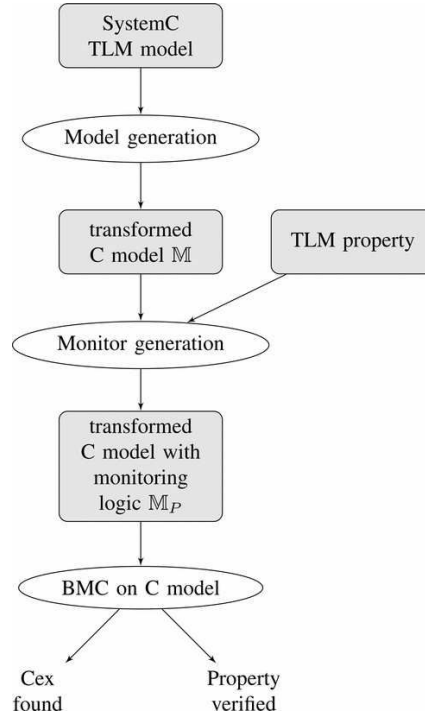 SystemC
TLM model
Model generation
transformed
C model 𝕄
TLM property
Monitor generation
transformed
C model with
monitoring
logic 𝕄_P
BMC on C model
Cex
found
Property
verified